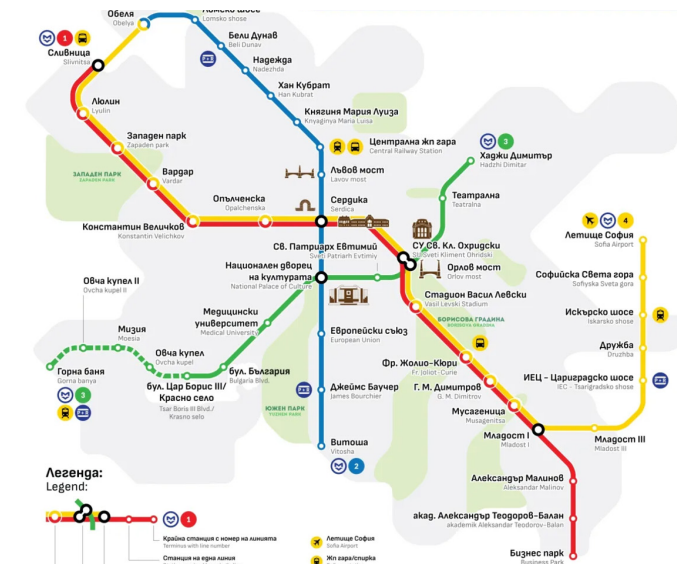 Обеля
Obelya
Ломско шосе
Lomsko shose
1
Сливница
Slivnitsa
Бели Дунав
Beli Dunav
Надежда
Nadezhda
Хан Кубрат
Han Kubrat
Люлин
Lyulin
Княгиня Мария Луиза
Knyaginya Maria Luisa
Западен парк
Zapaden park
Централна жп гара
Central Railway Station
3
Хаджи Димитър
Hadzhi Dimitar
ЗАПАДЕН ПАРК
ZAPADEN PARK
Вардар
Vardar
Лъвов мост
Lavov most
Опълченска
Opalchenska
Сердика
Serdica
Театрална
Teatralna
Константин Величков
Konstantin Velichkov
4
Летище София
Sofia Airport
Св. Патриарх Евтимий
Sveti Patriarh Evtimiy
СУ Св. Кл. Охридски
SU Sveti Kliment Ohridski
Национален дворец
на културата
National Palace of Culture
Орлов мост
Orlov most
Софийска Света гора
Sofiyska Sveta gora
Овча купел II
Ovcha kupel II
Стадион Васил Левски
Vasil Levski Stadium
Медицински
университет
Medical University
БОРИСОВА ГРАДИНА
BORISOVA GRADINA
Искърско шосе
Iskarsko shose
Мизия
Moesia
Европейски съюз
European Union
Дружба
Druzhba
Овча купел
Ovcha kupel
Фр. Жолио-Кюри
Fr. Joliot-Curie
Горна баня
Gorna banya
бул. България
Bulgaria Blvd.
ИЕЦ - Цариградско шосе
IEC - Tsarigradsko shose
3
бул. Цар Борис III/
Красно село
Tsar Boris III Blvd./
Krasno selo
Джеймс Баучер
James Bourchier
Г. М. Димитров
G. M. Dimitrov
ЮЖЕН ПАРК
YUZHEN PARK
Мусагеница
Musagenitsa
Младост I
Mladost I
Младост III
Mladost III
Витоша
Vitosha
2
Легенда:
Legend:
Александър Малинов
Aleksandar Malinov
1
акад. Александър Теодоров-Балан
akademik Aleksandar Teodorov-Balan
Крайна станция с номер на линията
Terminus with line number
Летище София
Sofia Airport
Бизнес парк
Business Park
Станция на една линия
Жп гара/спирка